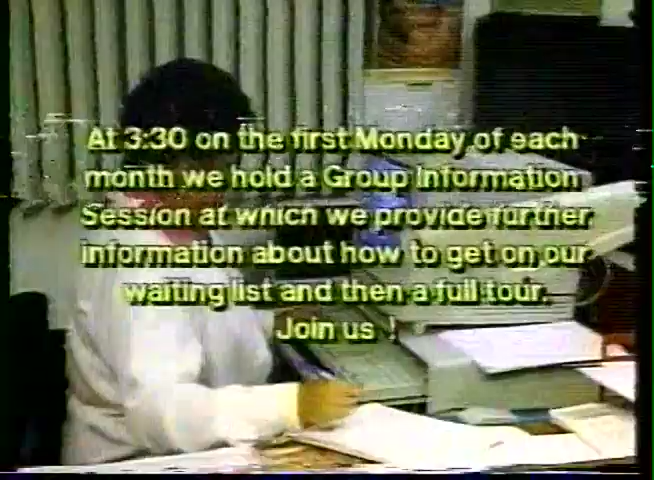 At 3:30 on the first Monday of each
month we hold a Group Information
Session at which we provide further
information about how to get on our
waiting list and then a full tour.
Join us !